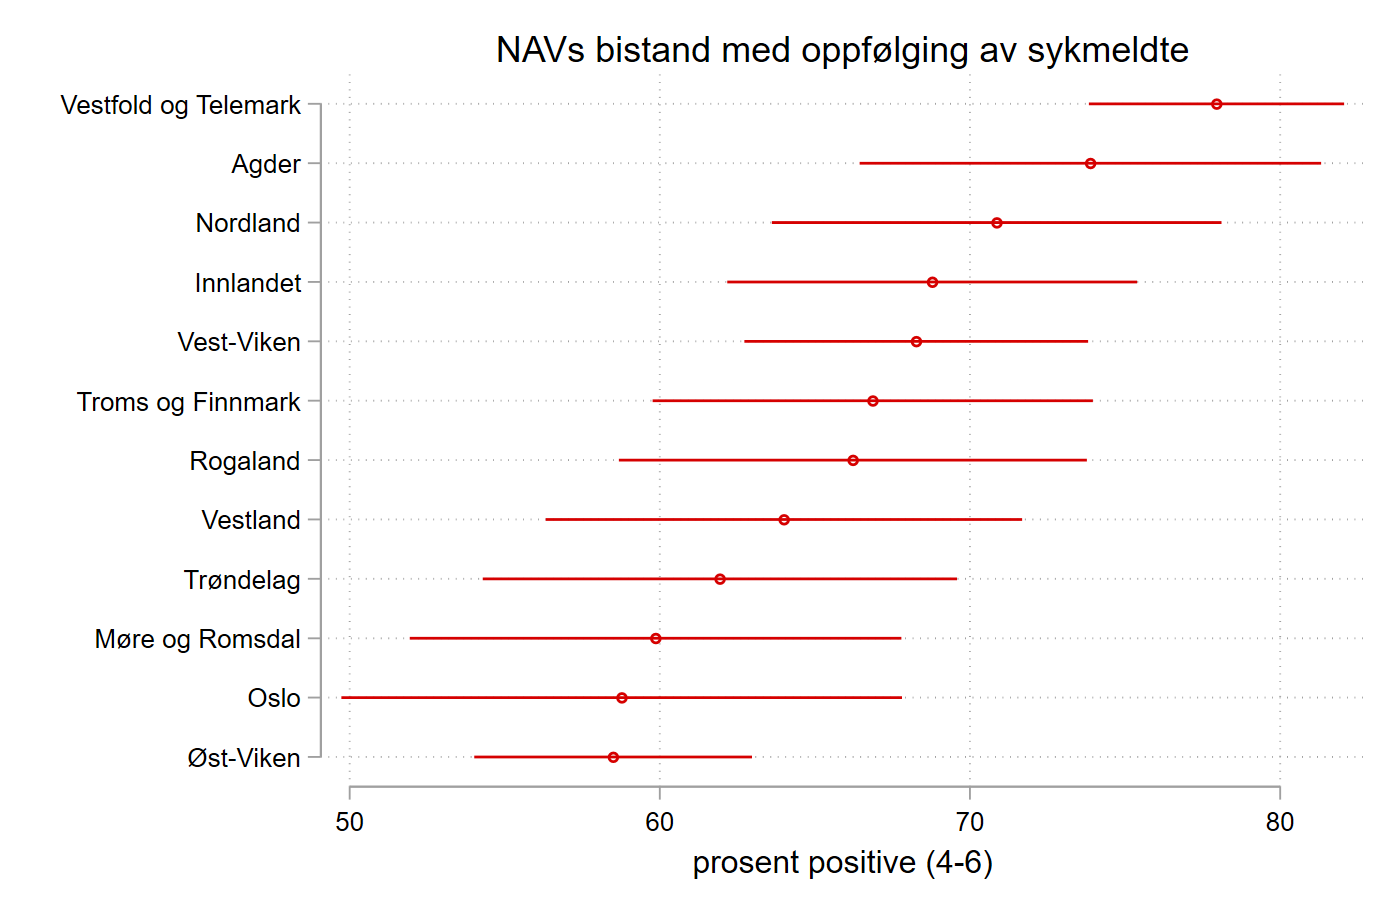 NAVs bistand med oppfølging av sykmeldte
Vestfold og Telemark
Agder
Nordland
Innlandet
Vest-Viken
Troms og Finnmark
Rogaland
Vestland
Trøndelag
Møre og Romsdal
Oslo
Øst-Viken
50 60 70 80
prosent positive (4-6)